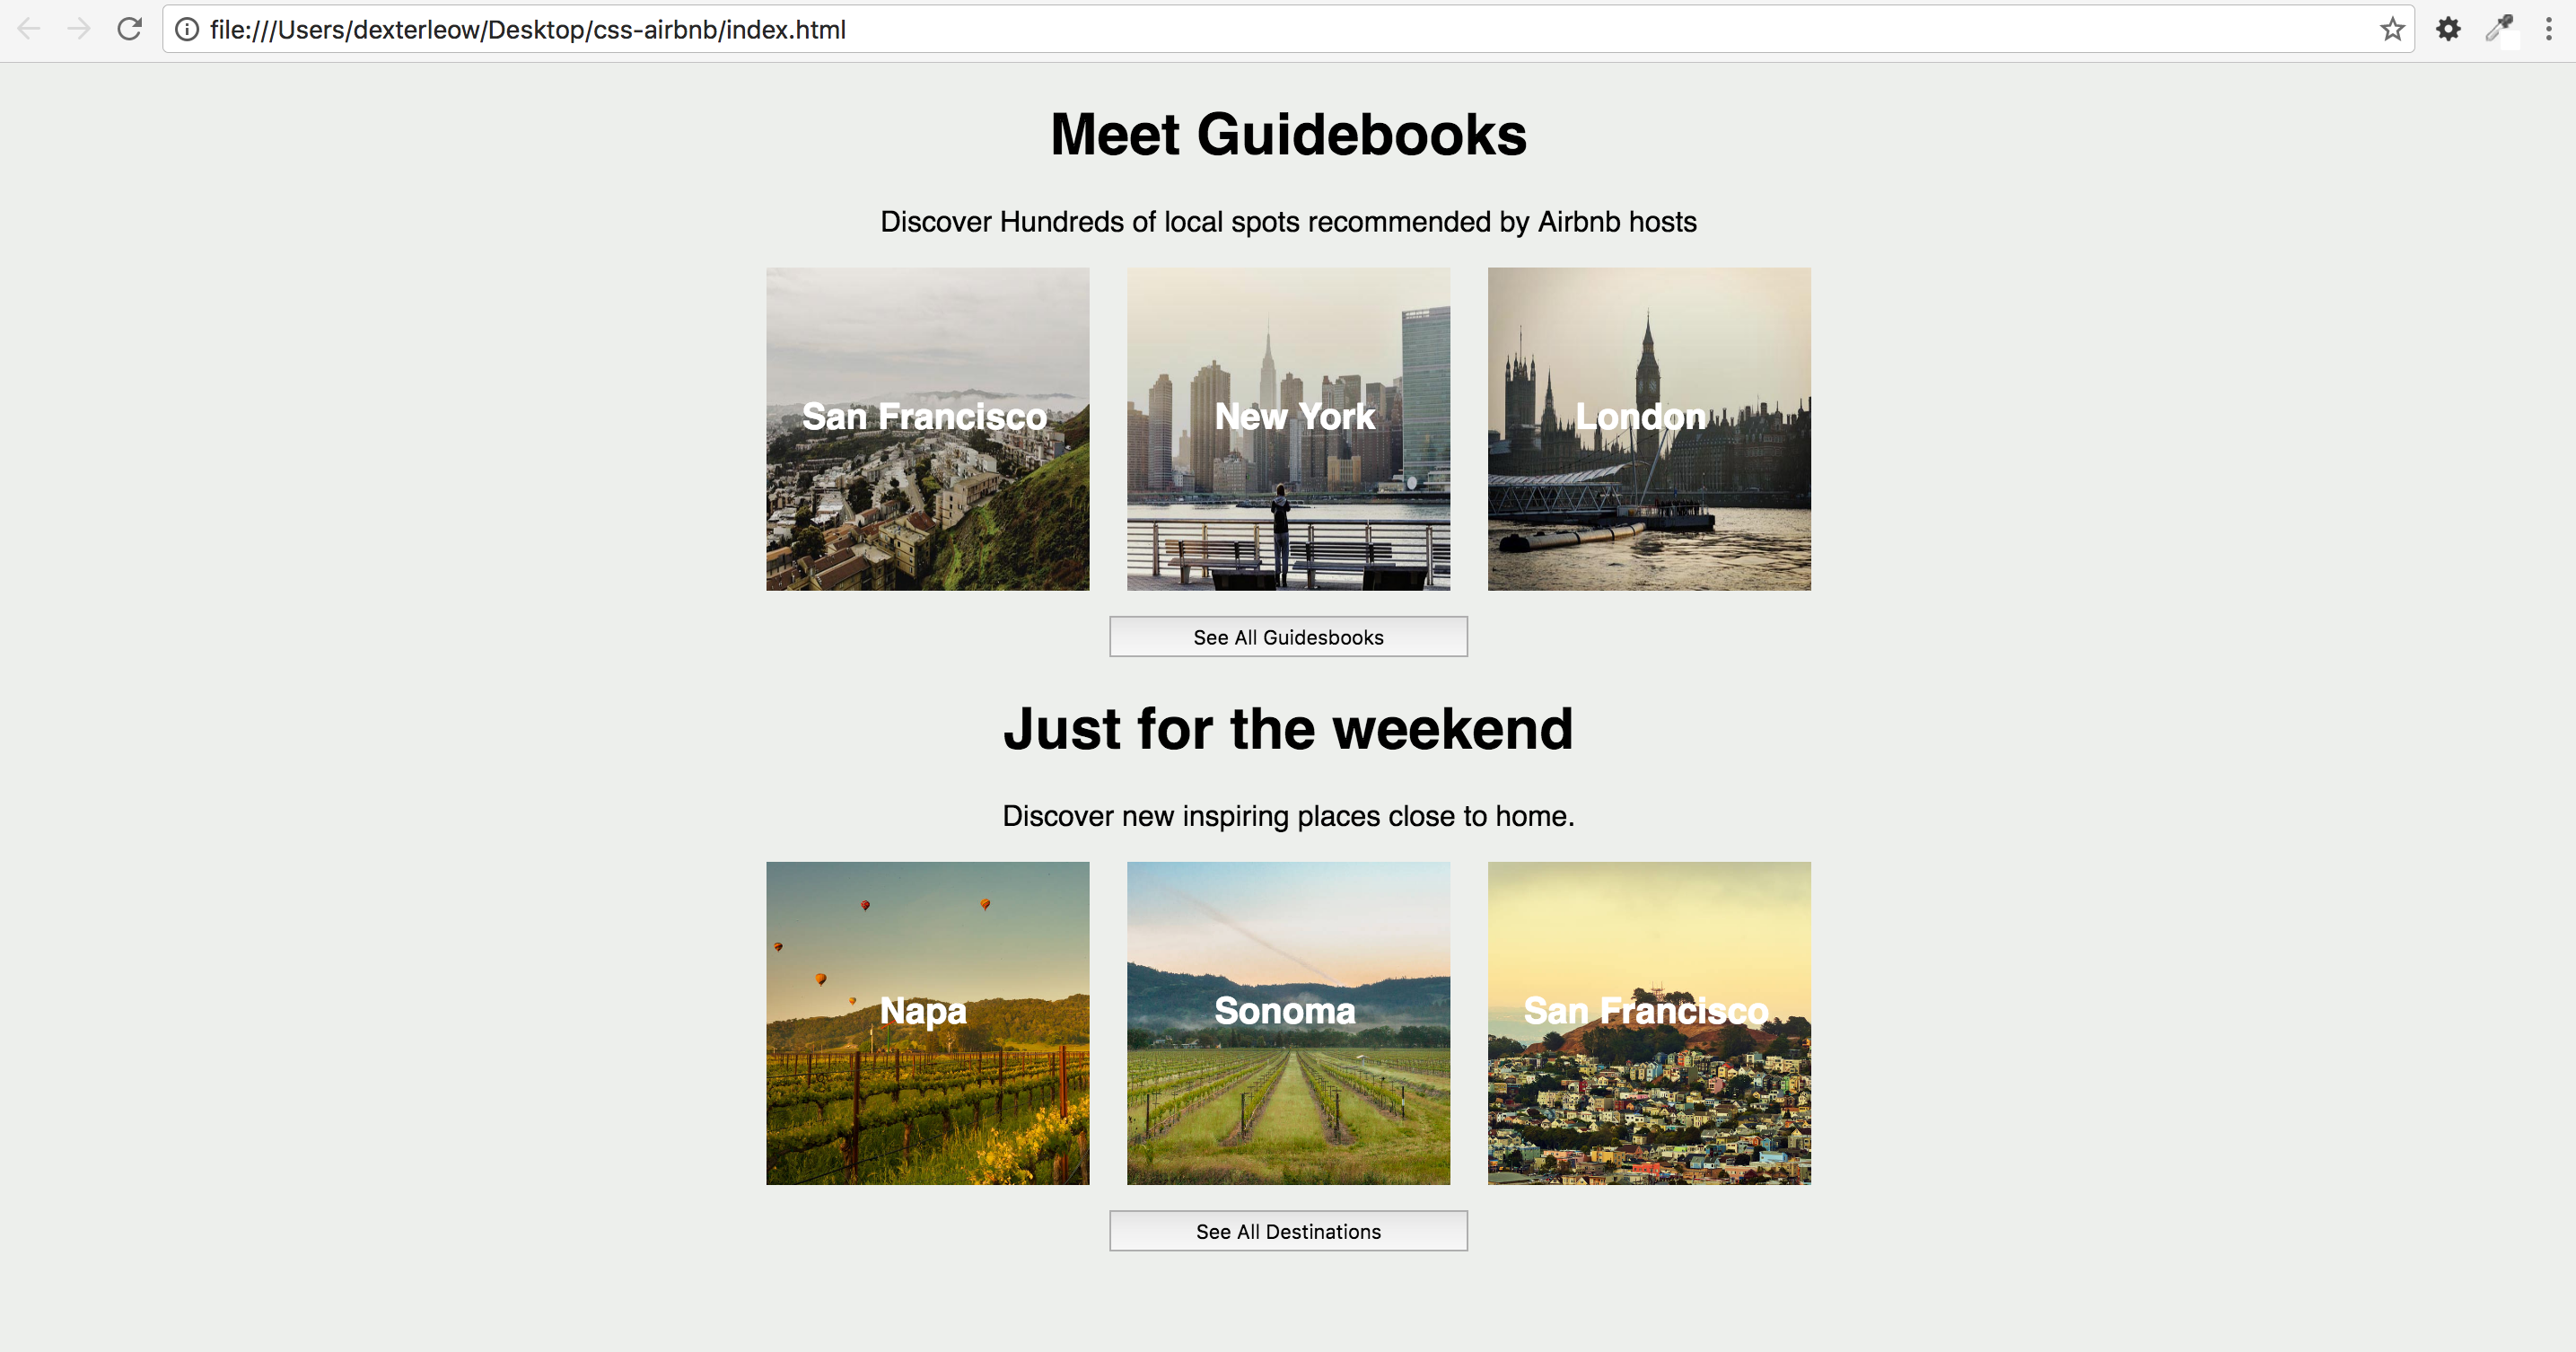 file:///Users/dexterleow/Desktop/css-airbnb/index.html
Meet Guidebooks
Discover Hundreds of local spots recommended by Airbnb hosts
San Francisco
New York
London
See All Guidesbooks
Just for the weekend
Discover new inspiring places close to home.
Napa
Sonoma
San Francisco
See All Destinations